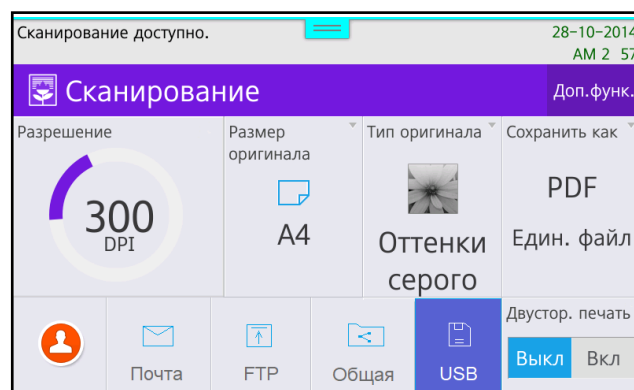 Сканирование доступно.
28-10-2014
AM 2 57
Сканирование
Доп.функ.
Разрешение
300
DPI
Размер
оригинала
A4
Тип оригинала
Оттенки
серого
Сохранить как
PDF
Един. файл
Почта
FTP
Общая
USB
Двустор. печать
Выкл
Вкл